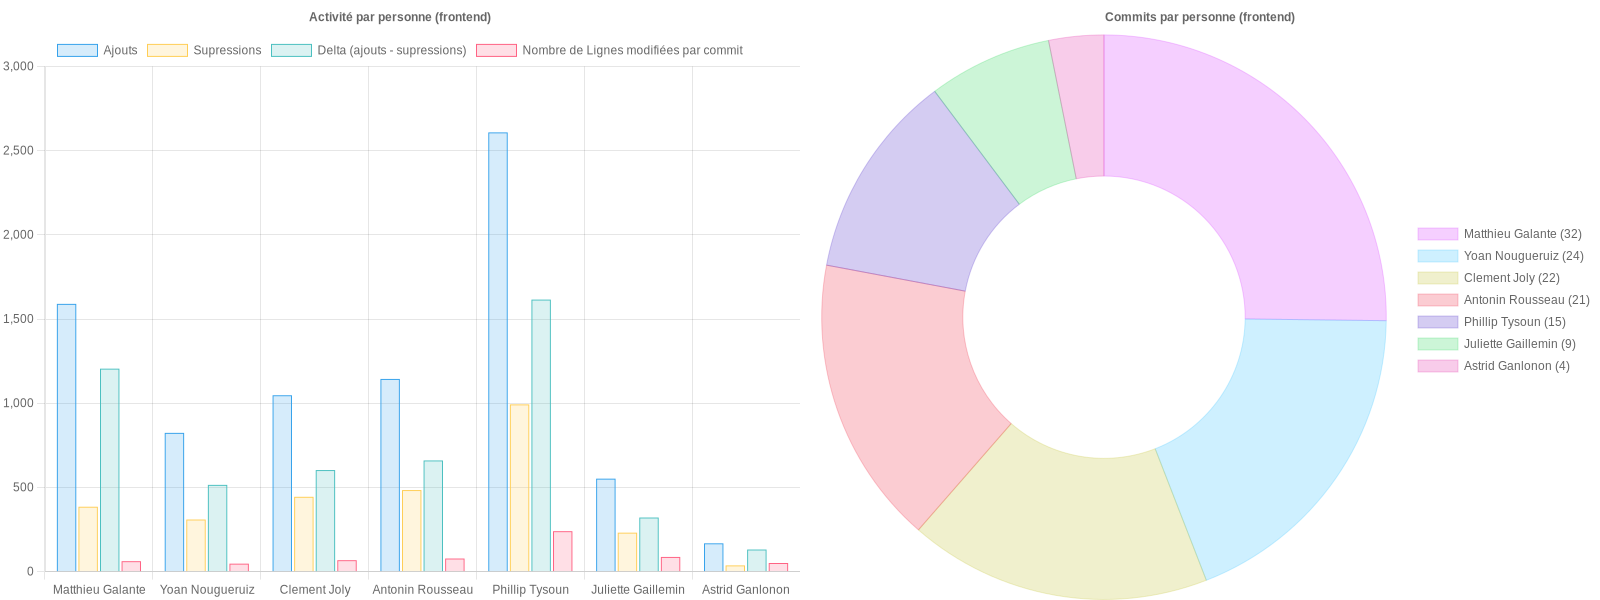 Activité par personne (frontend)
Ajouts Supressions Delta (ajouts - supressions) Nombre de Lignes modifiées par commit
3,000
2,500
2,000
1,500
1,000
500
0
Matthieu Galante Yoan Nougueruiz Clement Joly Antonin Rousseau Phillip Tysoun Juliette Gaillemin Astrid Ganlonon
Commits par personne (frontend)
Matthieu Galante (32)
Yoan Nougueruiz (24)
Clement Joly (22)
Antonin Rousseau (21)
Phillip Tysoun (15)
Juliette Gaillemin (9)
Astrid Ganlonon (4)